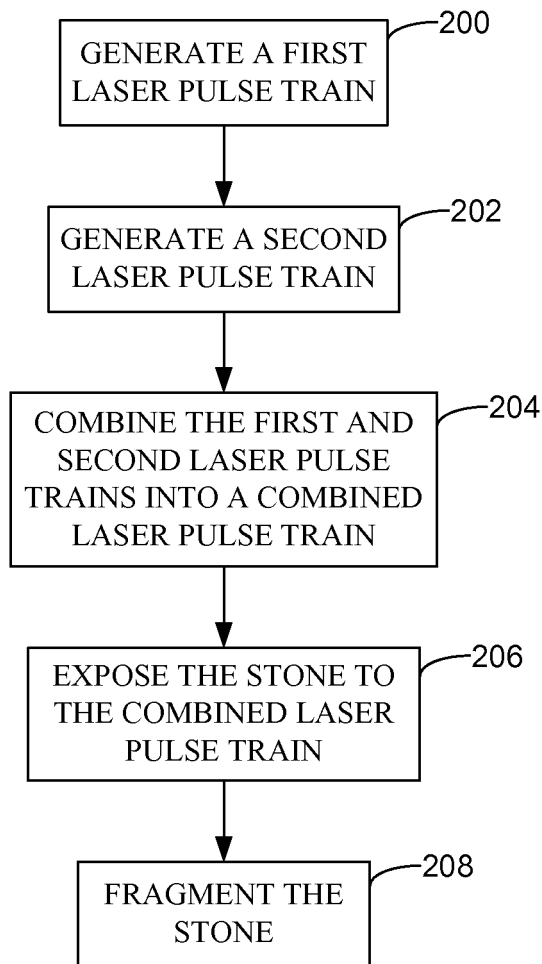 200
GENERATE A FIRST
LASER PULSE TRAIN
202
GENERATE A SECOND
LASER PULSE TRAIN
204
COMBINE THE FIRST AND
SECOND LASER PULSE
TRAINS INTO A COMBINED
LASER PULSE TRAIN
206
EXPOSE THE STONE TO
THE COMBINED LASER
PULSE TRAIN
208
FRAGMENT THE
STONE